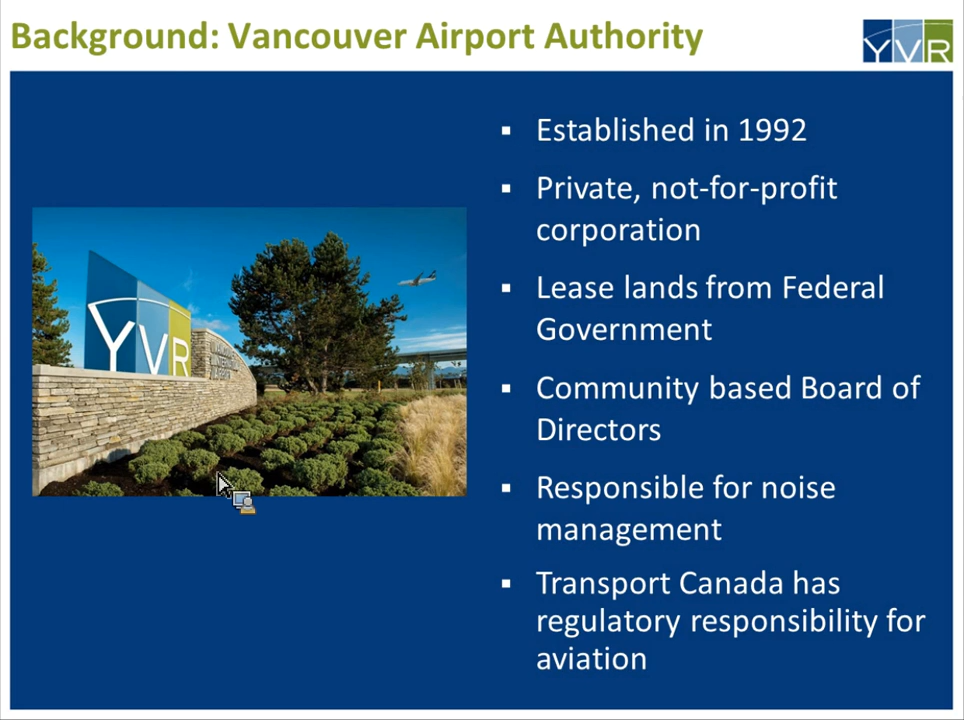 Background: Vancouver Airport Authority
YVR
▪ Established in 1992
▪ Private, not-for-profit
corporation
▪ Lease lands from Federal
Government
▪ Community based Board of
Directors
▪ Responsible for noise
management
▪ Transport Canada has
regulatory responsibility for
aviation
YVR